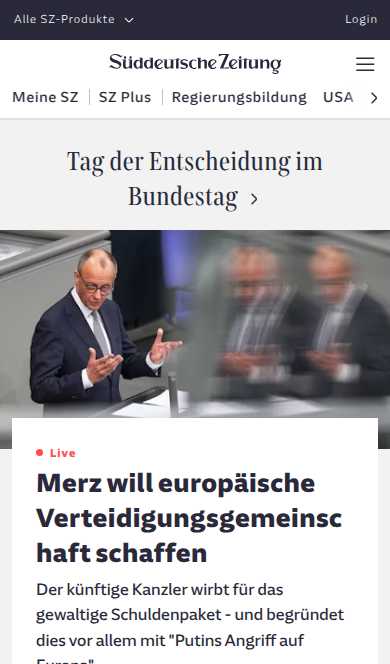 Alle SZ-Produkte
Login
Süddeutsche Zeitung
Meine SZ
SZ Plus
Regierungsbildung
USA
Tag der Entscheidung im
Bundestag
Live
Merz will europäische
Verteidigungsgemeinsc
haft schaffen
Der künftige Kanzler wirbt für das
gewaltige Schuldenpaket - und begründet
dies vor allem mit "Putins Angriff auf
Europa".